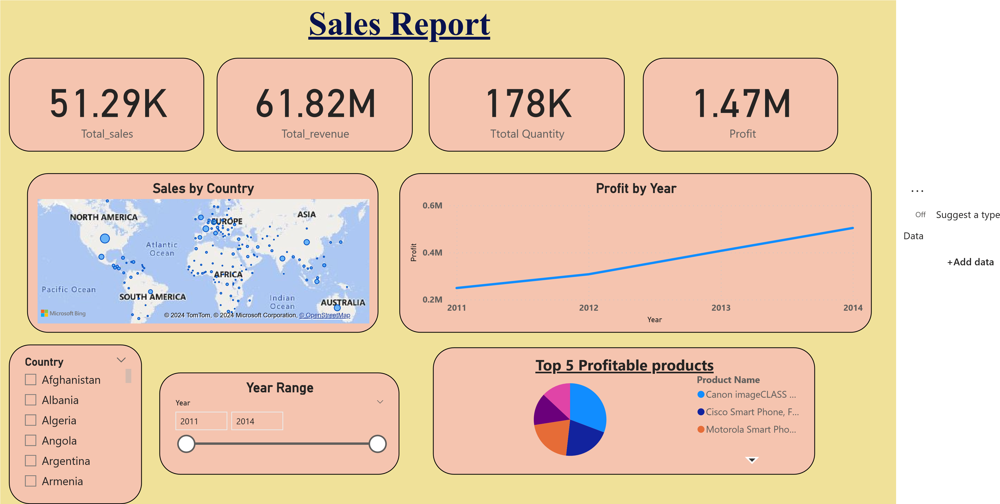 Sales Report
51.29K
Total_sales
61.82M
Total_revenue
178K
Ttotal Quantity
1.47M
Profit
Sales by Country
NORTH AMERICA
ASIA
EUROPE
Atlantic
Ocean
AFRICA
Pacific Ocean
SOUTH AMERICA
Indian
Ocean
AUSTRALIA
Microsoft Bing
© 2024 TomTom, © 2024 Microsoft Corporation, © OpenStreetMap
Profit by Year
0.6M
0.4M
0.2M
Profit
2011 2012 2013 2014
Year
...
Off Suggest a type
Data
+Add data
Country
Afghanistan
Albania
Algeria
Angola
Argentina
Armenia
Year Range
Year
2011 2014
Top 5 Profitable products
Product Name
Canon imageCLASS ...
Cisco Smart Phone, F...
Motorola Smart Pho...